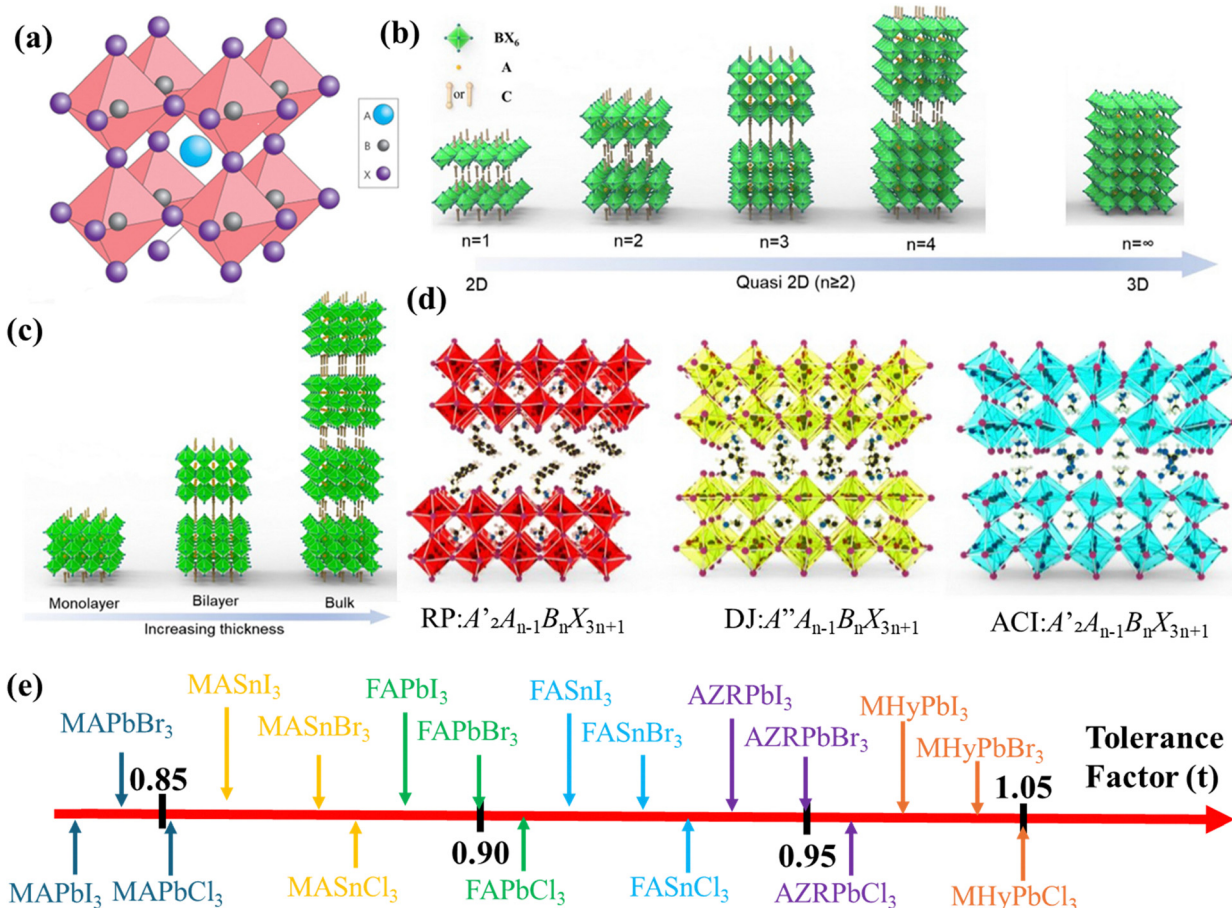 (a)
A
B
X
(b)
BX₆
A
or
C
n=1
n=2
n=3
n=4
n=∞
2D
Quasi 2D (n≥2)
3D
(c)
Monolayer
Bilayer
Bulk
Increasing thickness
(d)
RP:A’₂Aₙ₋₁BₙX₃ₙ₊₁
DJ:A’’Aₙ₋₁BₙX₃ₙ₊₁
ACI:A’₂Aₙ₋₁BₙX₃ₙ₊₁
(e)
MAPbBr₃
MASnI₃
MASnBr₃
FAPbI₃
FAPbBr₃
FASnI₃
FASnBr₃
AZRPbI₃
AZRPbBr₃
MHyPbI₃
MHyPbBr₃
Tolerance
Factor (t)
0.85
0.90
0.95
1.05
MAPbI₃
MAPbCl₃
MASnCl₃
FAPbCl₃
FASnCl₃
AZRPbCl₃
MHyPbCl₃